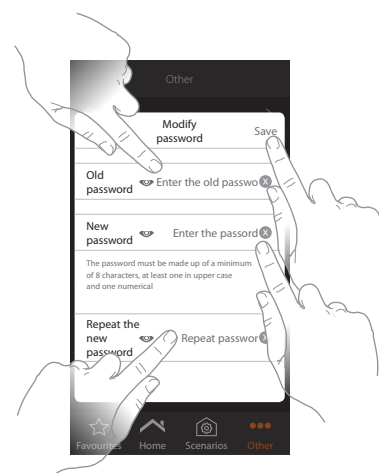 Other
Modify
password
Save
Old
password
Enter the old passwo
New
password
Enter the passord
The password must be made up of a minimum
of 8 characters, at least one in upper case
and one numerical
Repeat the
new
password
Repeat passwor
Favourites
Home
Scenarios
Other